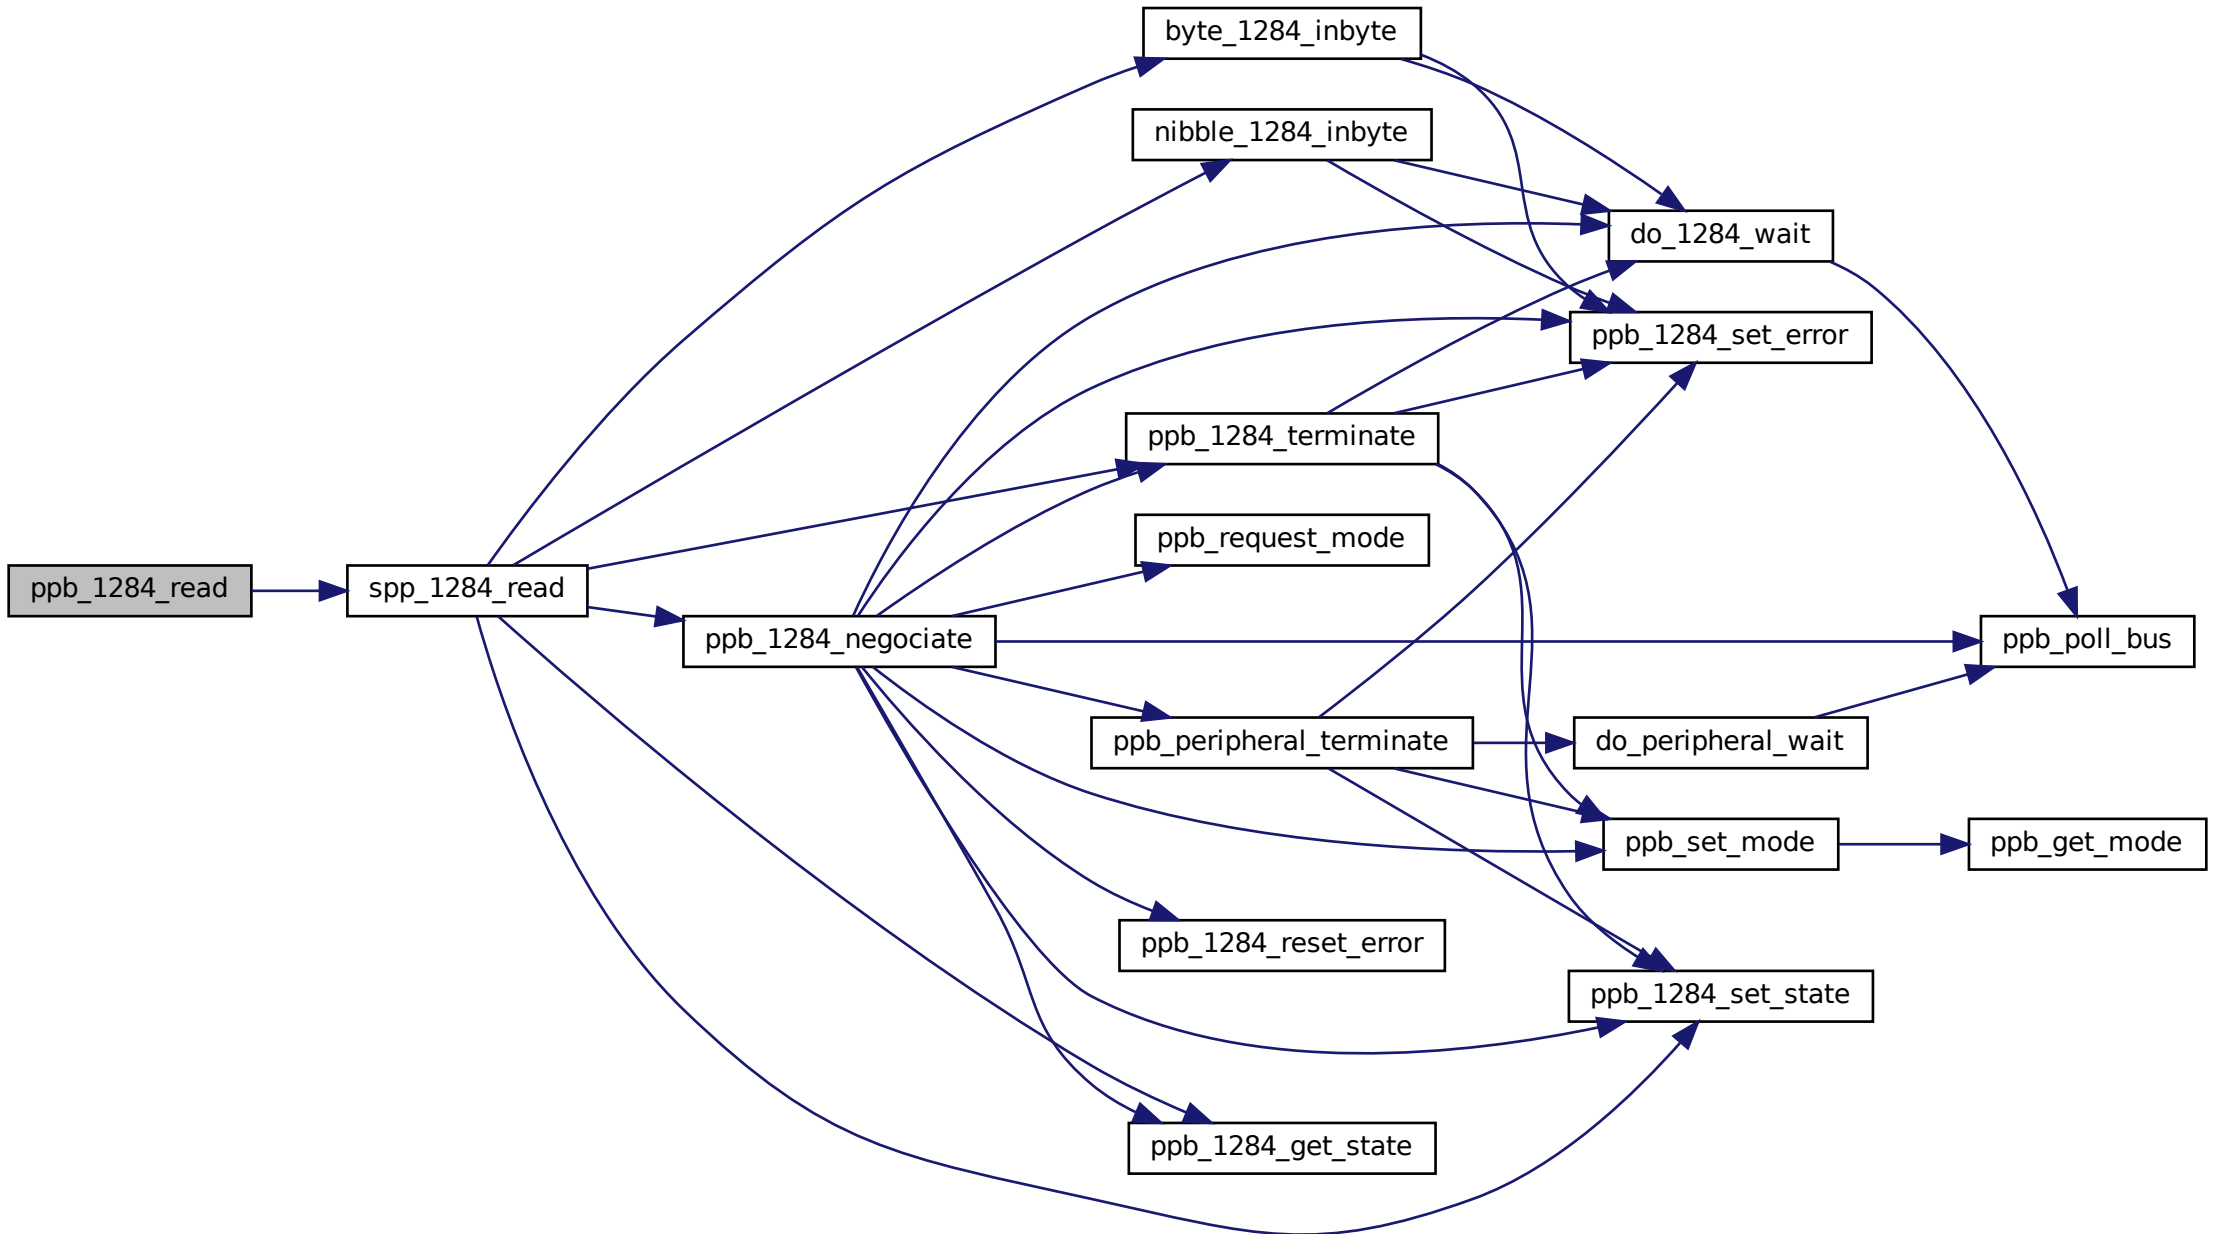 byte_1284_inbyte
nibble_1284_inbyte
do_1284_wait
ppb_1284_set_error
ppb_1284_terminate
ppb_request_mode
ppb_1284_read
spp_1284_read
ppb_1284_negociate
ppb_poll_bus
ppb_peripheral_terminate
do_peripheral_wait
ppb_set_mode
ppb_get_mode
ppb_1284_reset_error
ppb_1284_set_state
ppb_1284_get_state